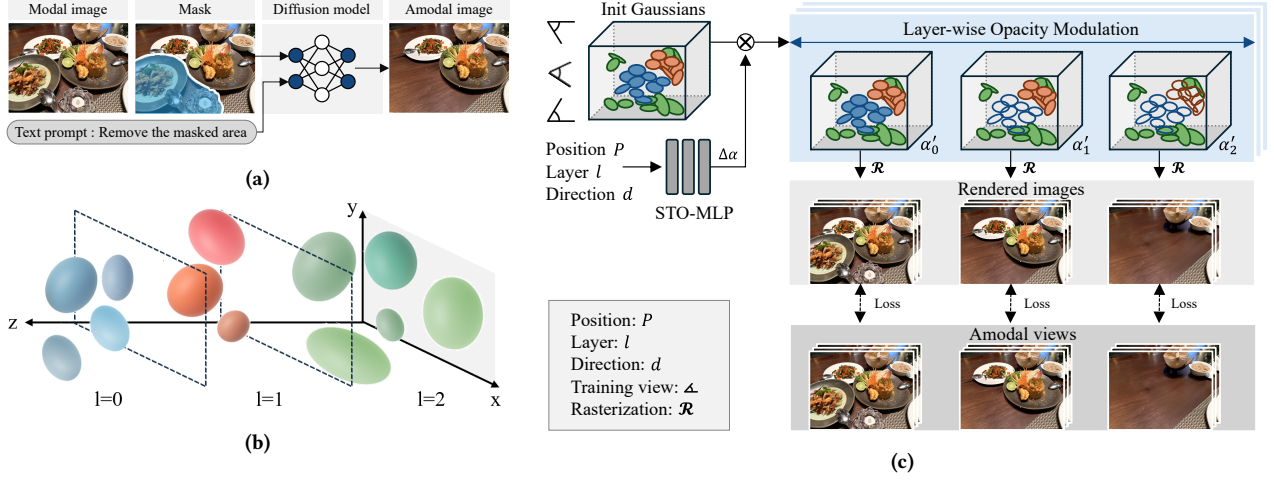 Modal image
Mask
Diffusion model
Amodal image
Text prompt : Remove the masked area
(a)
y
z
x
l=0
l=1
l=2
(b)
Init Gaussians
Position P
Layer l
Direction d
Δα
STO-MLP
Layer-wise Opacity Modulation
α′0
α′1
α′2
𝓡
𝓡
𝓡
Rendered images
Loss
Loss
Loss
Amodal views
Position: P
Layer: l
Direction: d
Training view:
Rasterization: 𝓡
(c)